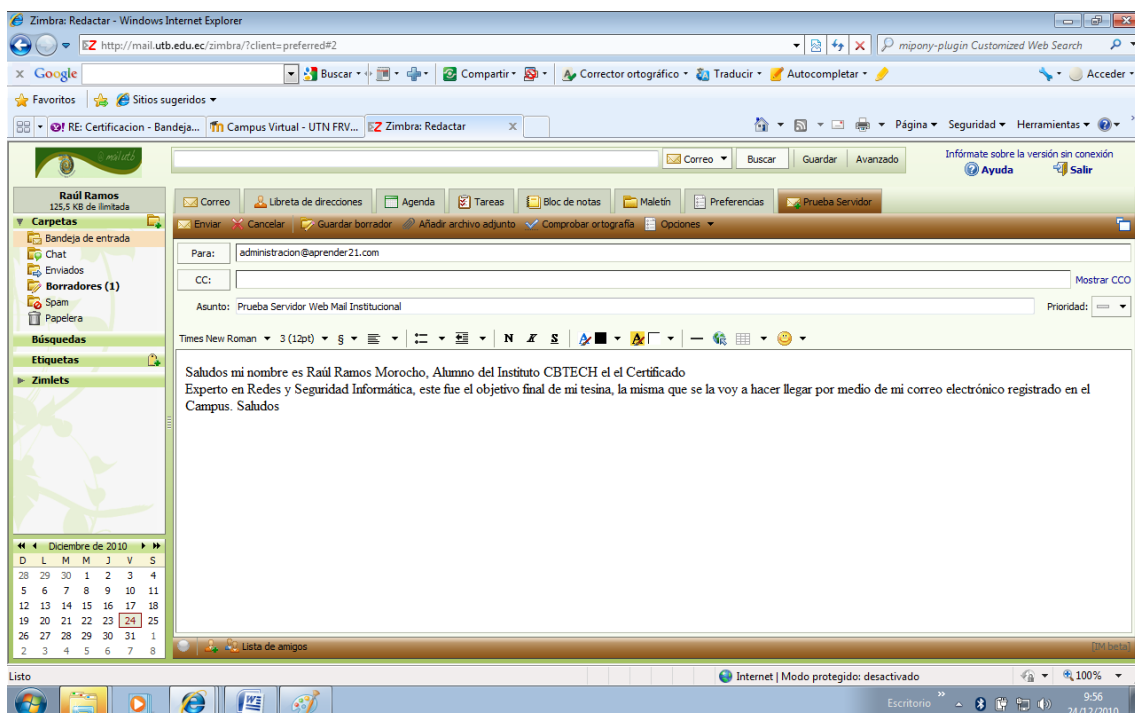 Zimbra: Redactar - Windows Internet Explorer
http://mail.utb.edu.ec/zimbra/?client=preferred#2
mipony-plugin Customized Web Search
x Google Buscar Compartir Corrector ortográfico Traducir Autocompletar Acceder
Favoritos Sitios sugeridos
RE: Certificacion - Bandeja... Campus Virtual - UTN FRV... Zimbra: Redactar x Página Seguridad Herramientas
mail utb Correo Buscar Guardar Avanzado Infórmate sobre la versión sin conexión
Ayuda Salir
Raúl Ramos
125,5 KB de ilimitada
Correo Libreta de direcciones Agenda Tareas Bloc de notas Maletín Preferencias Prueba Servidor
Carpetas
Enviar Cancelar Guardar borrador Añadir archivo adjunto Comprobar ortografía Opciones
Bandeja de entrada
Chat
Enviados
Borradores (1)
Spam
Papelera
Búsquedas
Etiquetas
Zimlets
Para: administracion@aprender21.com
CC: Mostrar CCO
Asunto: Prueba Servidor Web Mail Institucional Prioridad:
Times New Roman 3 (12pt) § N K S
Saludos mi nombre es Raúl Ramos Morocho, Alumno del Instituto CBTECH el el Certificado
Experto en Redes y Seguridad Informática, este fue el objetivo final de mi tesina, la misma que se la voy a hacer llegar por medio de mi correo electrónico registrado en el
Campus. Saludos
Diciembre de 2010
D L M M J V S
28 29 30 1 2 3 4
5 6 7 8 9 10 11
12 13 14 15 16 17 18
19 20 21 22 23 24 25
26 27 28 29 30 31 1
2 3 4 5 6 7 8
Lista de amigos [IM beta]
Listo Internet | Modo protegido: desactivado 100%
Escritorio 9:56
24/12/2010